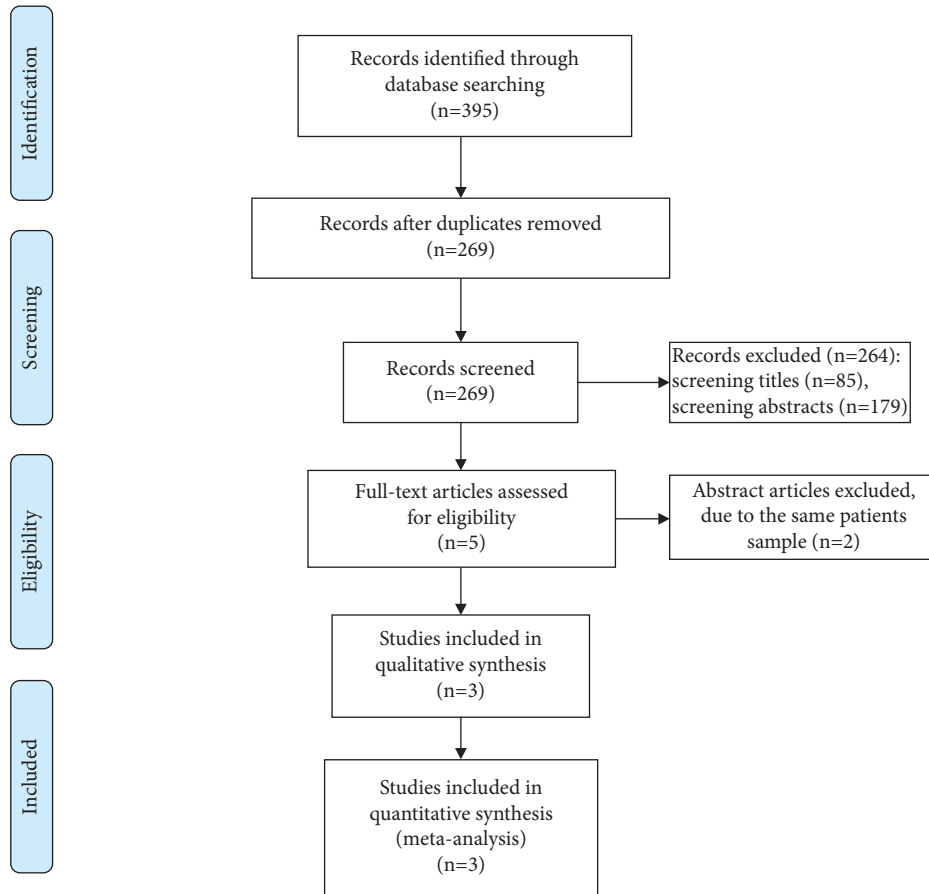 Identification
Records identified through
database searching
(n=395)
Records after duplicates removed
(n=269)
Screening
Records screened
(n=269)
Records excluded (n=264):
screening titles (n=85),
screening abstracts (n=179)
Eligibility
Full-text articles assessed
for eligibility
(n=5)
Abstract articles excluded,
due to the same patients
sample (n=2)
Studies included in
qualitative synthesis
(n=3)
Included
Studies included in
quantitative synthesis
(meta-analysis)
(n=3)